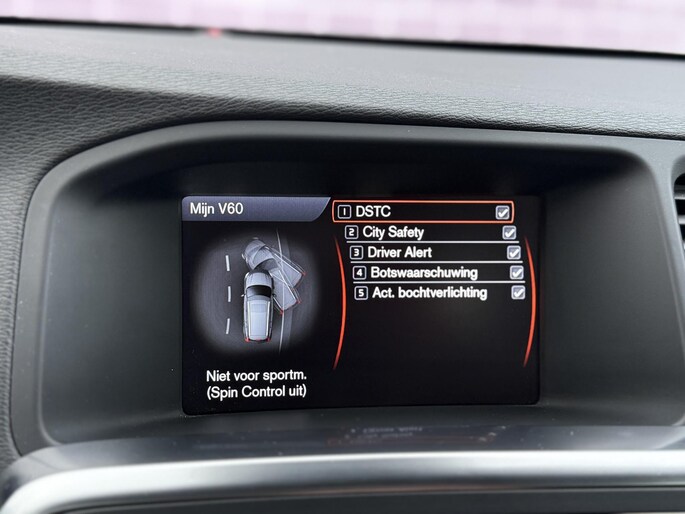 Mijn V60
1 DSTC
2 City Safety
3 Driver Alert
4 Botswaarschuwing
5 Act. bochtverlichting
Niet voor sportm.
(Spin Control uit)